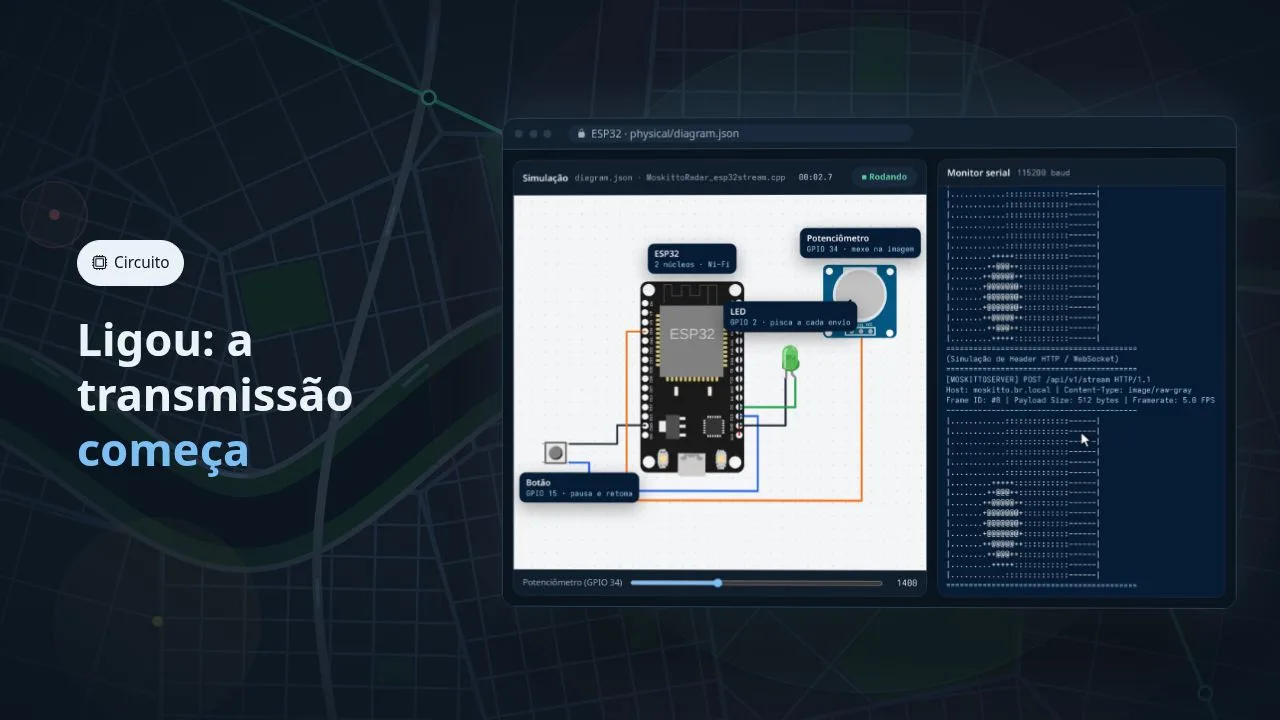 Circuito
Ligou: a
transmissão
começa
ESP32 · physical/diagram.json
Simulação diagram.json · MoskittoRadar_esp32stream.cpp 00:02.7 Rodando
ESP32
2 núcleos · Wi-Fi
Potenciômetro
GPIO 34 · mexe na imagem
LED
GPIO 2 · pisca a cada envio
ESP32
Botão
GPIO 15 · pausa e retoma
Potenciômetro (GPIO 34) 1400
Monitor serial 115200 baud
(Simulação de Header HTTP / WebSocket)
[MOSKITTOSERVER] POST /api/v1/stream HTTP/1.1
Host: moskitto.br.local | Content-Type: image/raw-gray
Frame ID: #8 | Payload Size: 512 bytes | Framerate: 5.0 FPS